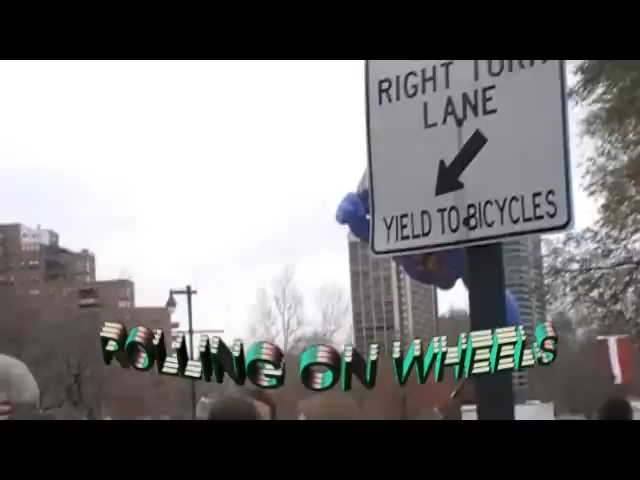 RIGHT TURN
LANE
YIELD TO BICYCLES
ROLLING ON WHEELS